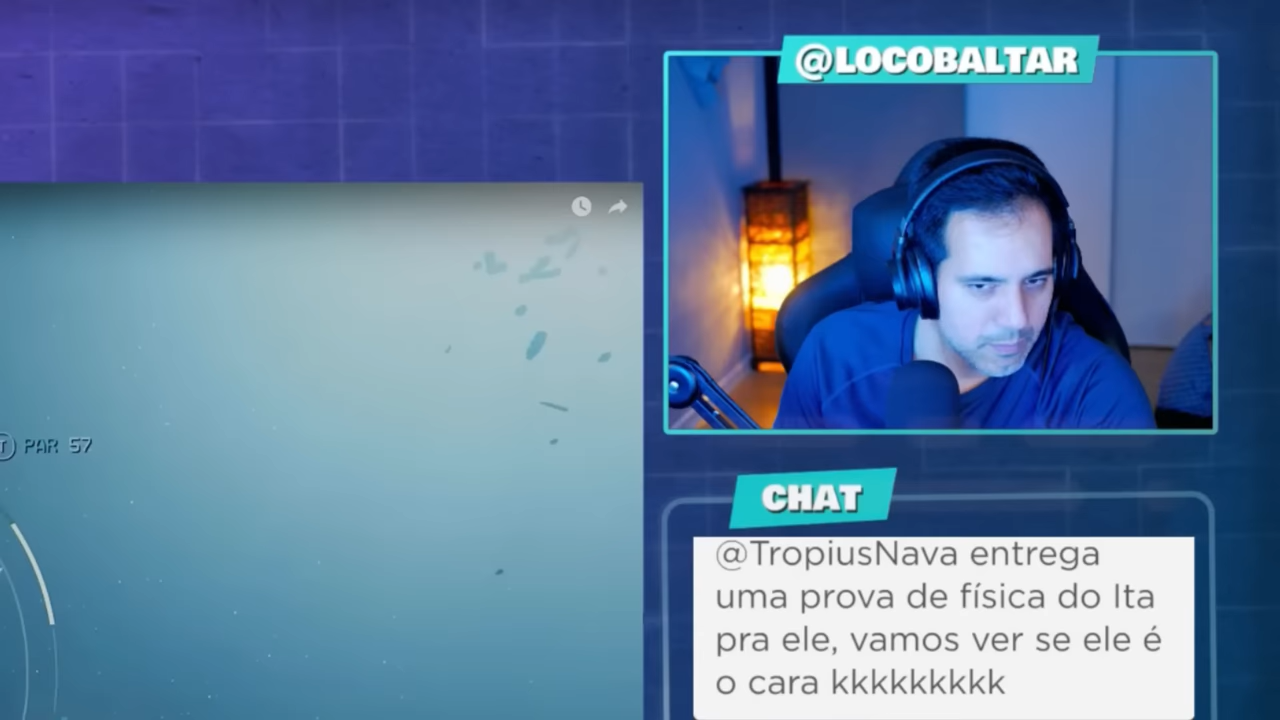 @LOCOBALTAR
PAR 57
CHAT
@TropiusNava entrega
uma prova de física do Ita
pra ele, vamos ver se ele é
o cara kkkkkkkkk